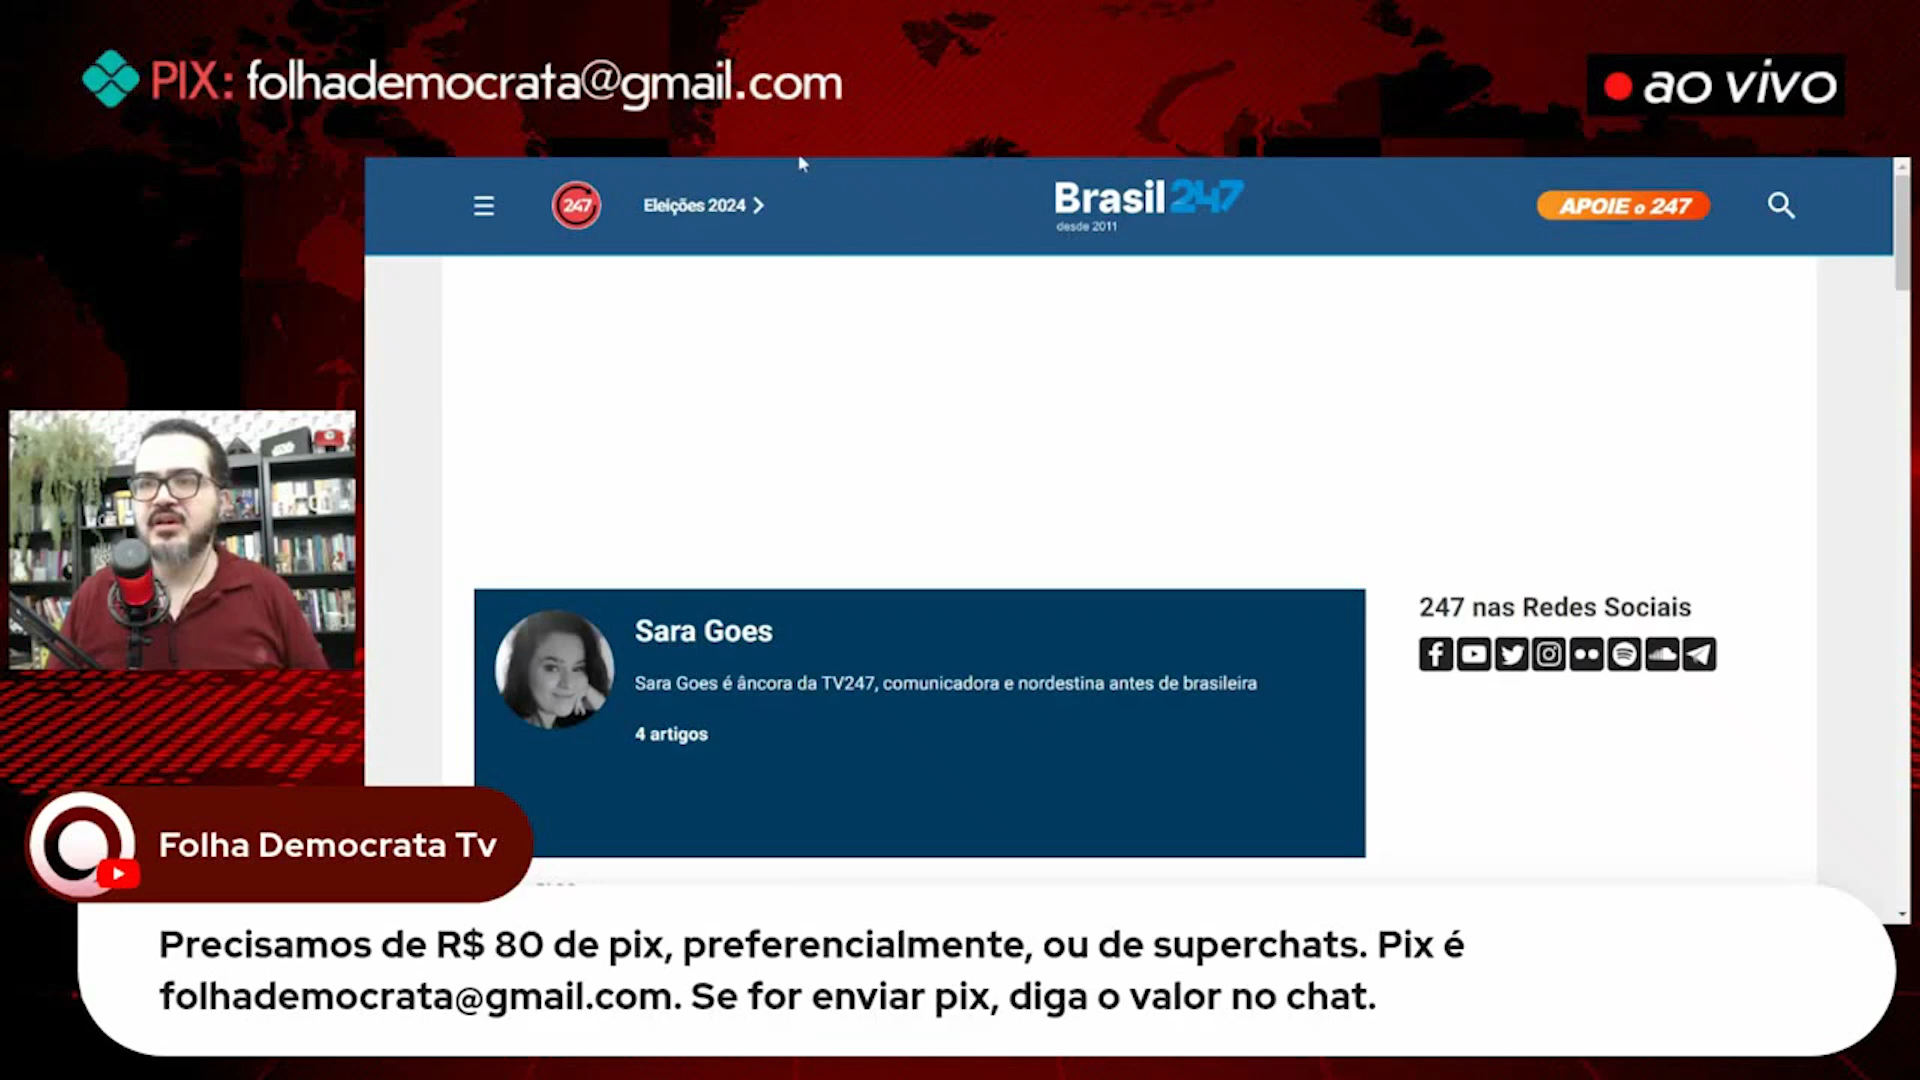 PIX: folhademocrata@gmail.com
ao vivo
247
Eleições 2024
Brasil 247
desde 2011
APOIE o 247
Sara Goes
Sara Goes é âncora da TV247, comunicadora e nordestina antes de brasileira
4 artigos
247 nas Redes Sociais
Folha Democrata Tv
Precisamos de R$ 80 de pix, preferencialmente, ou de superchats. Pix é
folhademocrata@gmail.com. Se for enviar pix, diga o valor no chat.